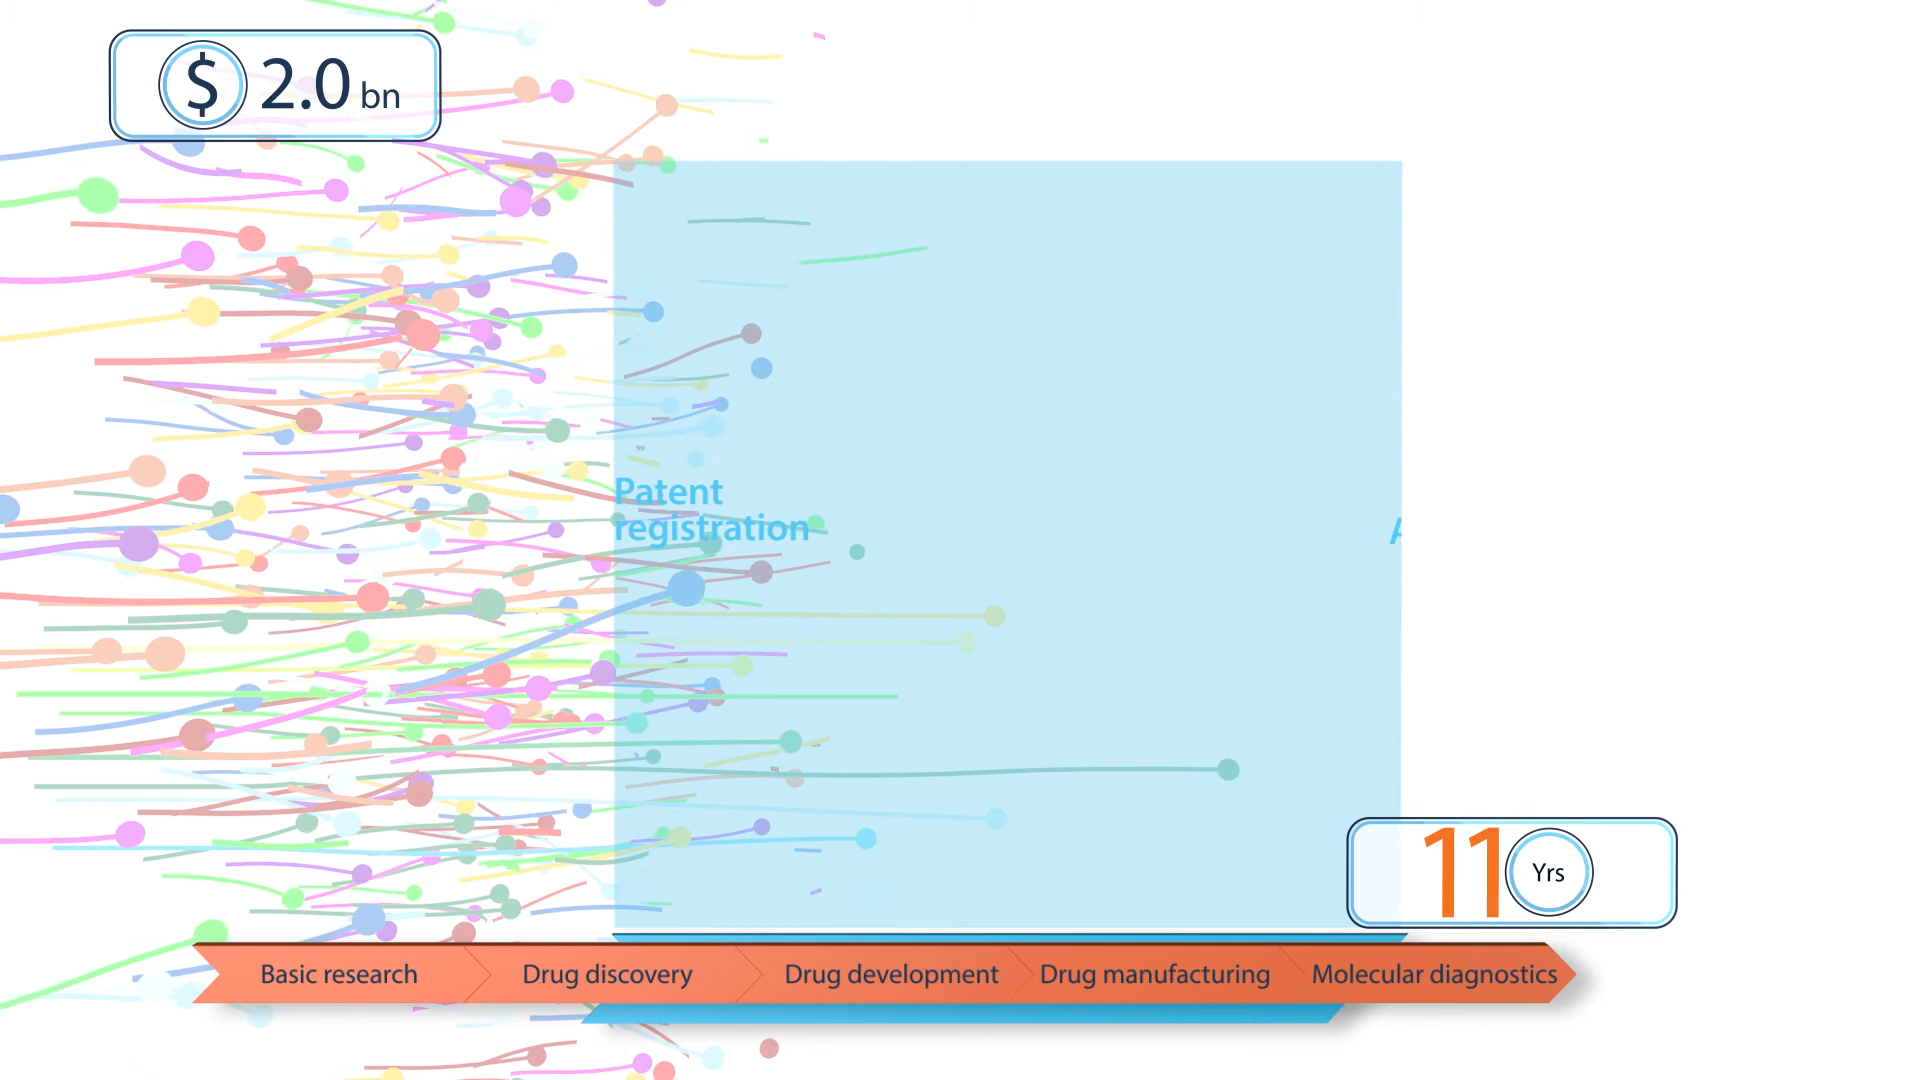 $ 2.0 bn
Patent
registration
A
11 Yrs
Basic research
Drug discovery
Drug development
Drug manufacturing
Molecular diagnostics